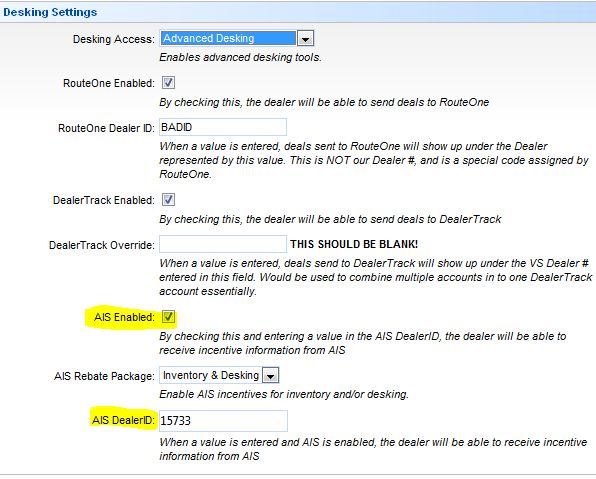 Desking Settings
Desking Access: Advanced Desking
Enables advanced desking tools.
RouteOne Enabled:
By checking this, the dealer will be able to send deals to RouteOne
RouteOne Dealer ID: BADID
When a value is entered, deals sent to RouteOne will show up under the Dealer
represented by this value. This is NOT our Dealer #, and is a special code assigned by
RouteOne.
DealerTrack Enabled:
By checking this, the dealer will be able to send deals to DealerTrack
DealerTrack Override: THIS SHOULD BE BLANK!
When a value is entered, deals send to DealerTrack will show up under the VS Dealer #
entered in this field. Would be used to combine multiple accounts in to one DealerTrack
account essentially.
AIS Enabled:
By checking this and entering a value in the AIS DealerID, the dealer will be able to
receive incentive information from AIS
AIS Rebate Package: Inventory & Desking
Enable AIS incentives for inventory and/or desking.
AIS DealerID: 15733
When a value is entered and AIS is enabled, the dealer will be able to receive incentive
information from AIS